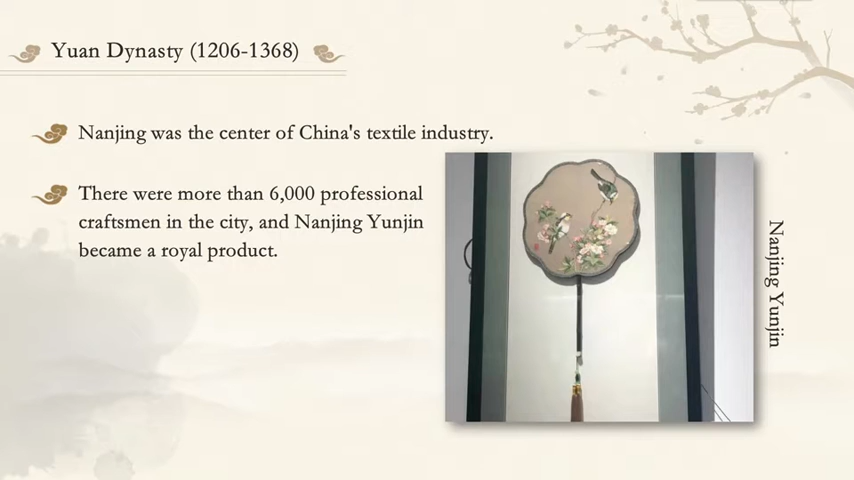 Yuan Dynasty (1206-1368)
Nanjing was the center of China's textile industry.
There were more than 6,000 professional
craftsmen in the city, and Nanjing Yunjin
became a royal product.
Nanjing Yunjin